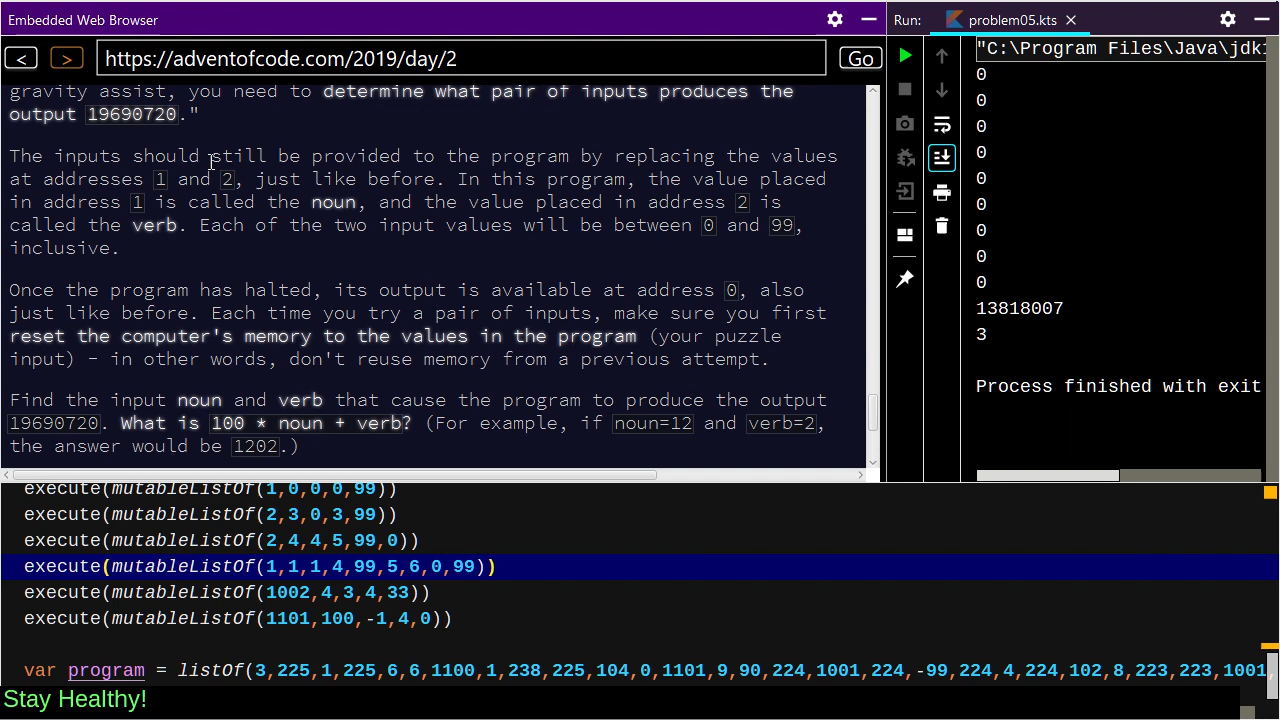 Embedded Web Browser
Run: problem05.kts
< > https://adventofcode.com/2019/day/2 Go
gravity assist, you need to determine what pair of inputs produces the
output 19690720."
The inputs should still be provided to the program by replacing the values
at addresses 1 and 2, just like before. In this program, the value placed
in address 1 is called the noun, and the value placed in address 2 is
called the verb. Each of the two input values will be between 0 and 99,
inclusive.
Once the program has halted, its output is available at address 0, also
just like before. Each time you try a pair of inputs, make sure you first
reset the computer's memory to the values in the program (your puzzle
input) - in other words, don't reuse memory from a previous attempt.
Find the input noun and verb that cause the program to produce the output
19690720. What is 100 * noun + verb? (For example, if noun=12 and verb=2,
the answer would be 1202.)
"C:\Program Files\Java\jdk1
0
0
0
0
0
0
0
0
0
13818007
3
Process finished with exit
execute(mutableListOf(1,0,0,0,99))
execute(mutableListOf(2,3,0,3,99))
execute(mutableListOf(2,4,4,5,99,0))
execute(mutableListOf(1,1,1,4,99,5,6,0,99))
execute(mutableListOf(1002,4,3,4,33))
execute(mutableListOf(1101,100,-1,4,0))
var program = listOf(3,225,1,225,6,6,1100,1,238,225,104,0,1101,9,90,224,1001,224,-99,224,4,224,102,8,223,223,1001,
Stay Healthy!